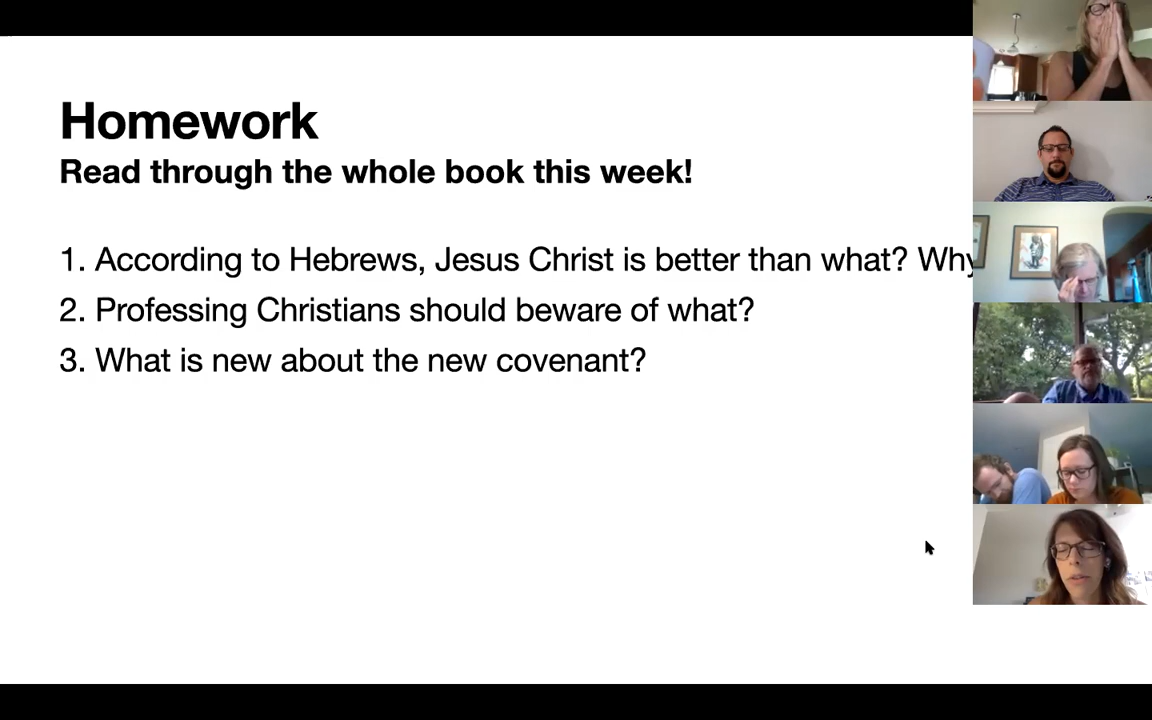 Homework
Read through the whole book this week!
1. According to Hebrews, Jesus Christ is better than what? Why
2. Professing Christians should beware of what?
3. What is new about the new covenant?